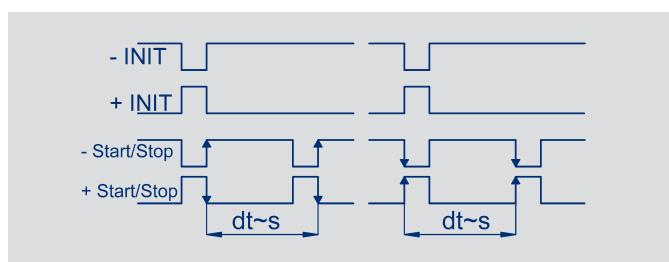 - INIT
+ INIT
- Start/Stop
+ Start/Stop
dt~s dt~s